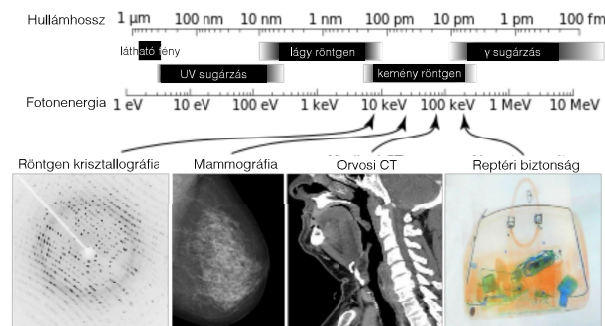 Hullámhossz
1 µm 100 nm 10 nm 1 nm 100 pm 10 pm 1 pm 100 fm
látható fény lágy röntgen γ sugárzás
UV sugárzás kemény röntgen
Fotonenergia
1 eV 10 eV 100 eV 1 keV 10 keV 100 keV 1 MeV 10 MeV
Röntgen krisztallográfia Mammográfia Orvosi CT Reptéri biztonság